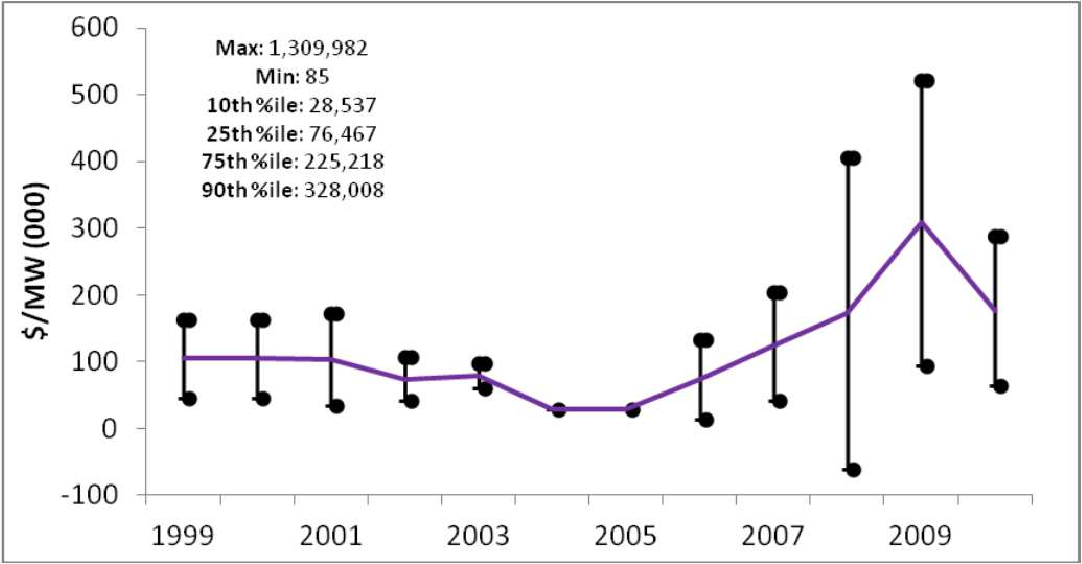 600
500
400
300
200
100
0
-100
$/MW (000)
Max: 1,309,982
Min: 85
10th %ile: 28,537
25th %ile: 76,467
75th %ile: 225,218
90th %ile: 328,008
1999 2001 2003 2005 2007 2009